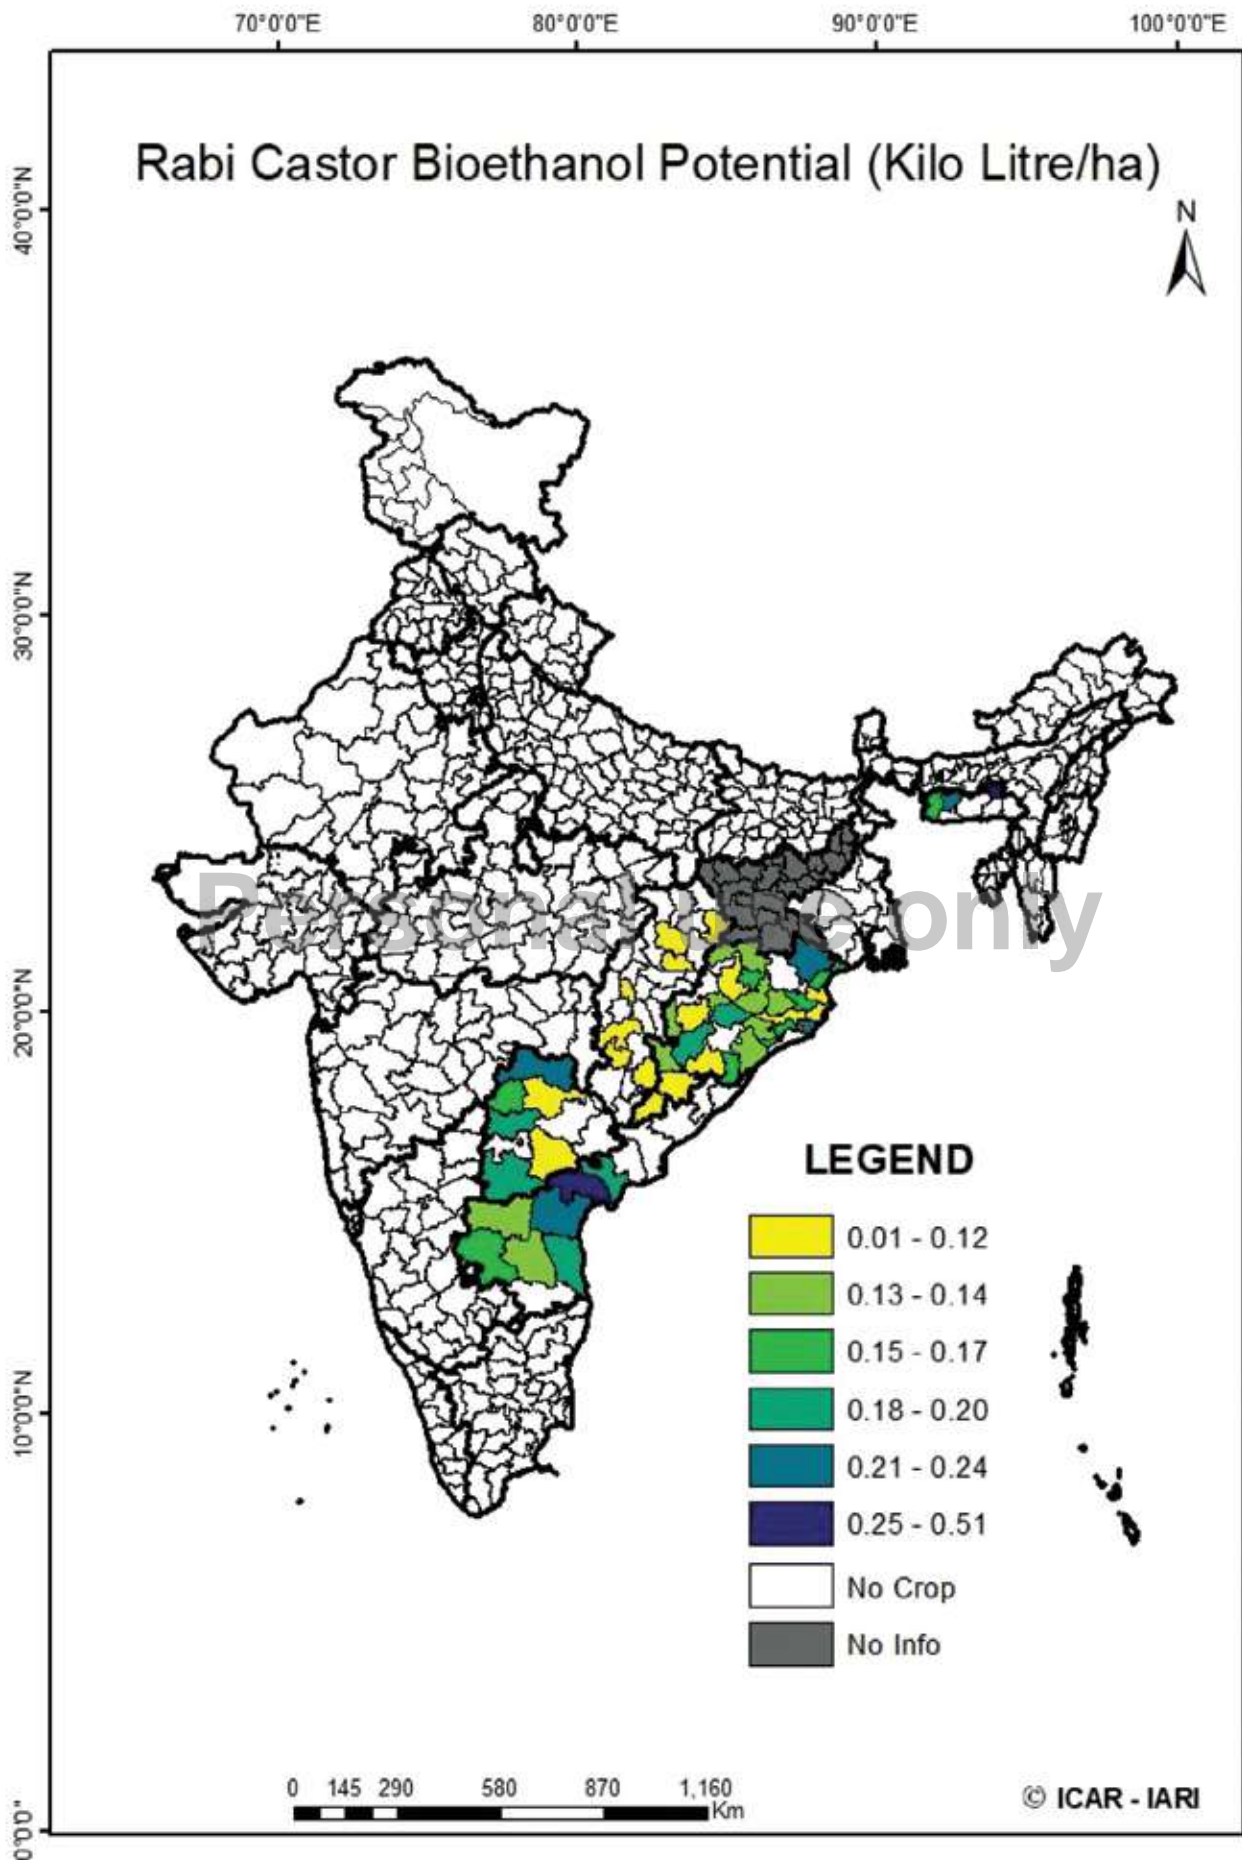 70°0'0"E 80°0'0"E 90°0'0"E 100°0'0"E
Rabi Castor Bioethanol Potential (Kilo Litre/ha)
N
40°0'0"N
30°0'0"N
20°0'0"N
10°0'0"N
0°0'0"
Personal use only
LEGEND
0.01 - 0.12
0.13 - 0.14
0.15 - 0.17
0.18 - 0.20
0.21 - 0.24
0.25 - 0.51
No Crop
No Info
0 145 290 580 870 1,160
Km
© ICAR - IARI